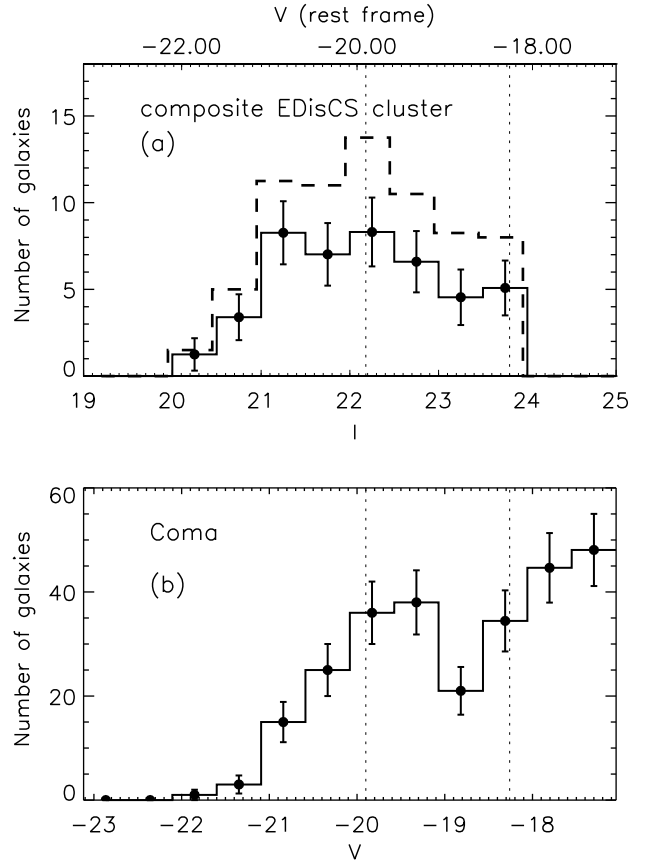 V (rest frame)
−22.00 −20.00 −18.00
composite EDisCS cluster
(a)
15
10
5
0
Number of galaxies
19 20 21 22 23 24 25
I
60
40
20
0
Number of galaxies
Coma
(b)
−23 −22 −21 −20 −19 −18
V